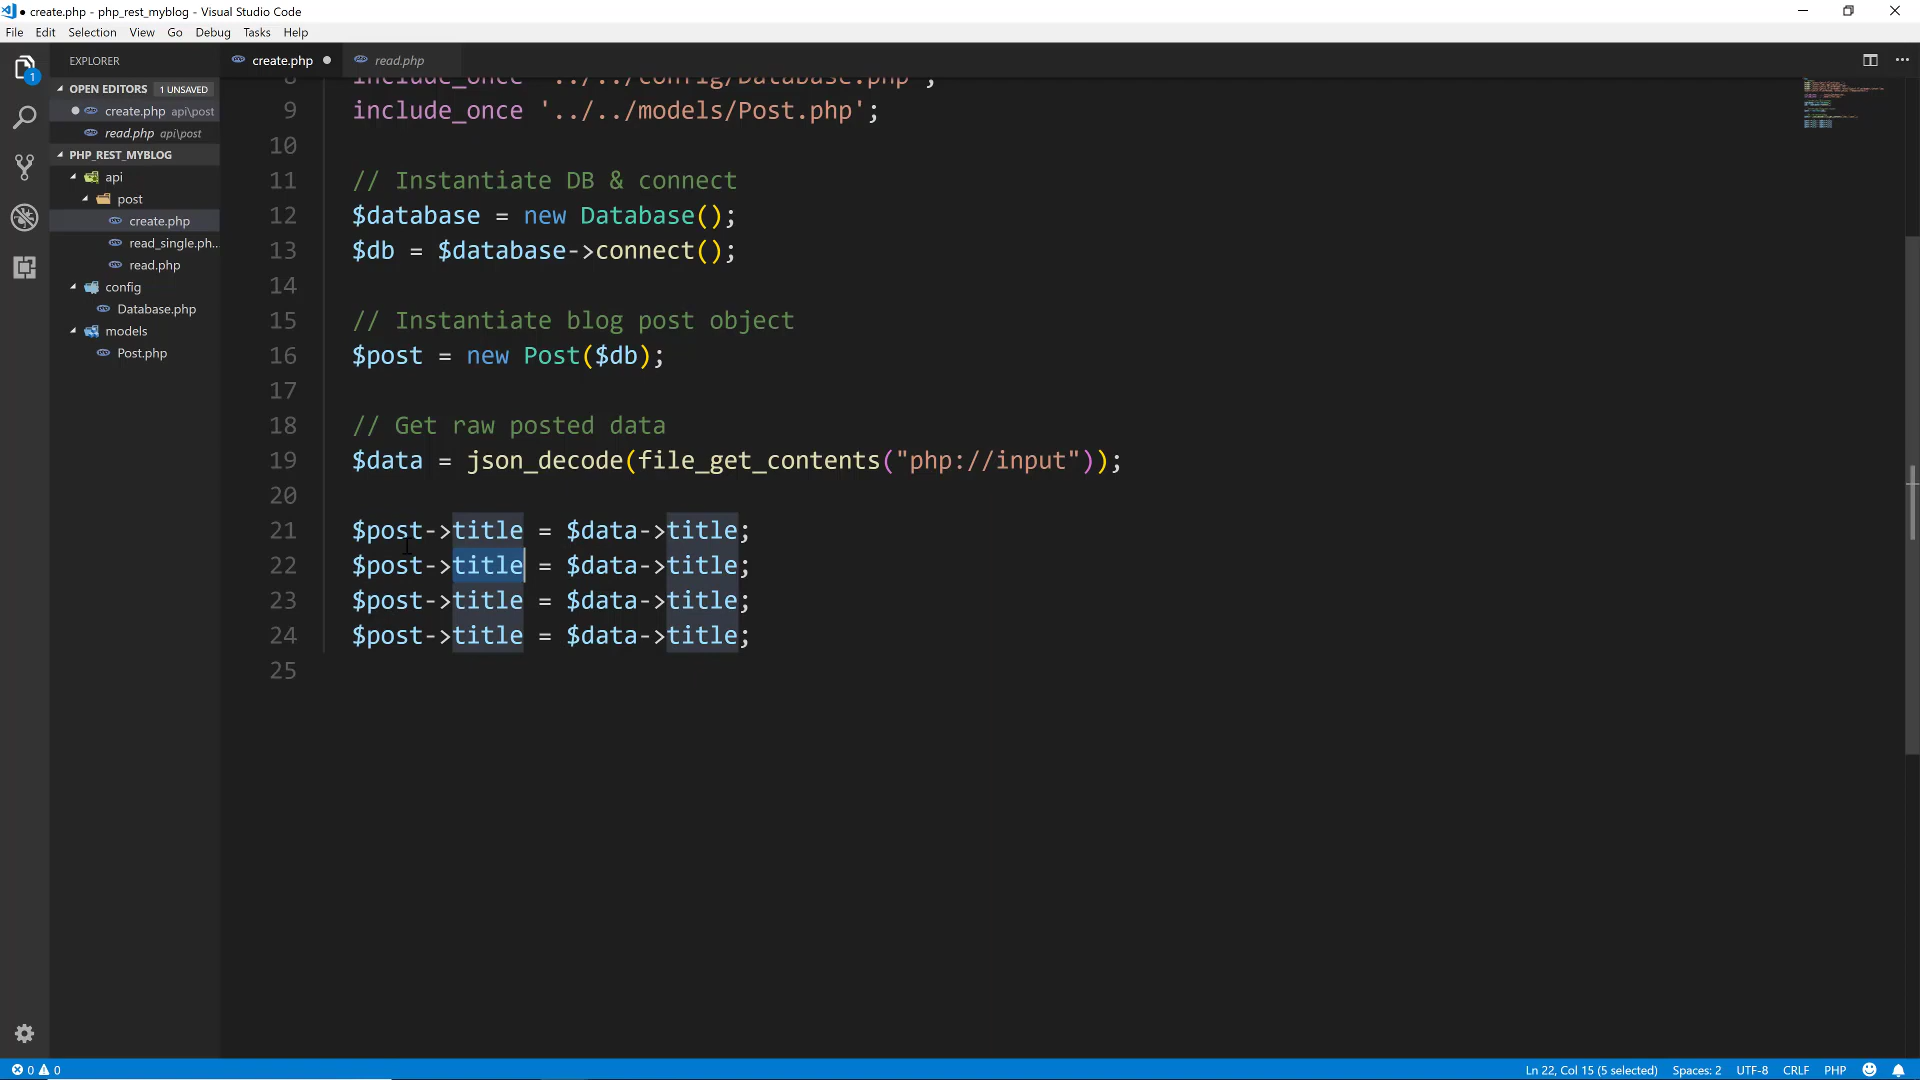 ● create.php - php_rest_myblog - Visual Studio Code
File Edit Selection View Go Debug Tasks Help
EXPLORER
OPEN EDITORS 1 UNSAVED
create.php api\post
read.php api\post
PHP_REST_MYBLOG
api
post
create.php
read_single.ph...
read.php
config
Database.php
models
Post.php
1
create.php ● read.php
8 include_once '../../config/Database.php';
9 include_once '../../models/Post.php';
10
11 // Instantiate DB & connect
12 $database = new Database();
13 $db = $database->connect();
14
15 // Instantiate blog post object
16 $post = new Post($db);
17
18 // Get raw posted data
19 $data = json_decode(file_get_contents("php://input"));
20
21 $post->title = $data->title;
22 $post->title = $data->title;
23 $post->title = $data->title;
24 $post->title = $data->title;
25
0 0 Ln 22, Col 15 (5 selected) Spaces: 2 UTF-8 CRLF PHP